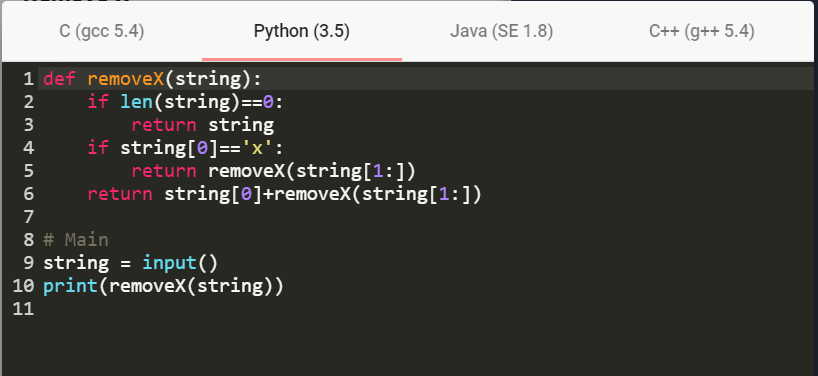 C (gcc 5.4) Python (3.5) Java (SE 1.8) C++ (g++ 5.4)
1 def removeX(string):
2     if len(string)==0:
3         return string
4     if string[0]=='x':
5         return removeX(string[1:])
6     return string[0]+removeX(string[1:])
7
8 # Main
9 string = input()
10 print(removeX(string))
11